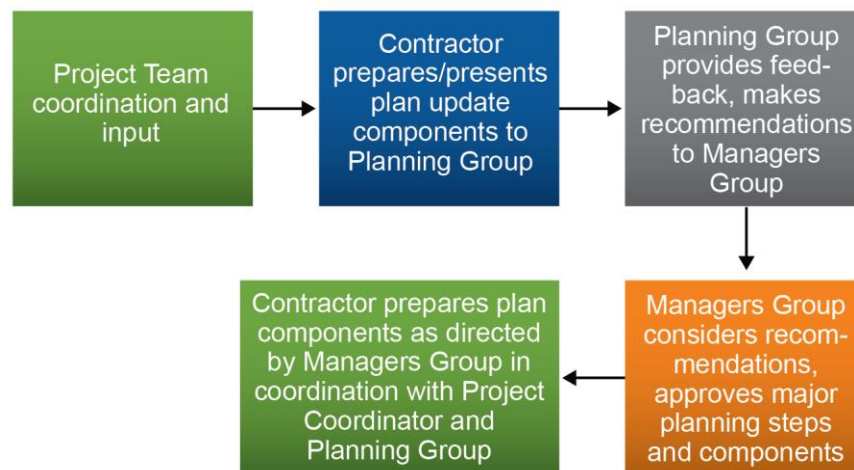 Project Team
coordination and
input
Contractor
prepares/presents
plan update
components to
Planning Group
Planning Group
provides feed-
back, makes
recommendations
to Managers
Group
Managers Group
considers recom-
mendations,
approves major
planning steps
and components
Contractor prepares plan
components as directed
by Managers Group in
coordination with Project
Coordinator and
Planning Group